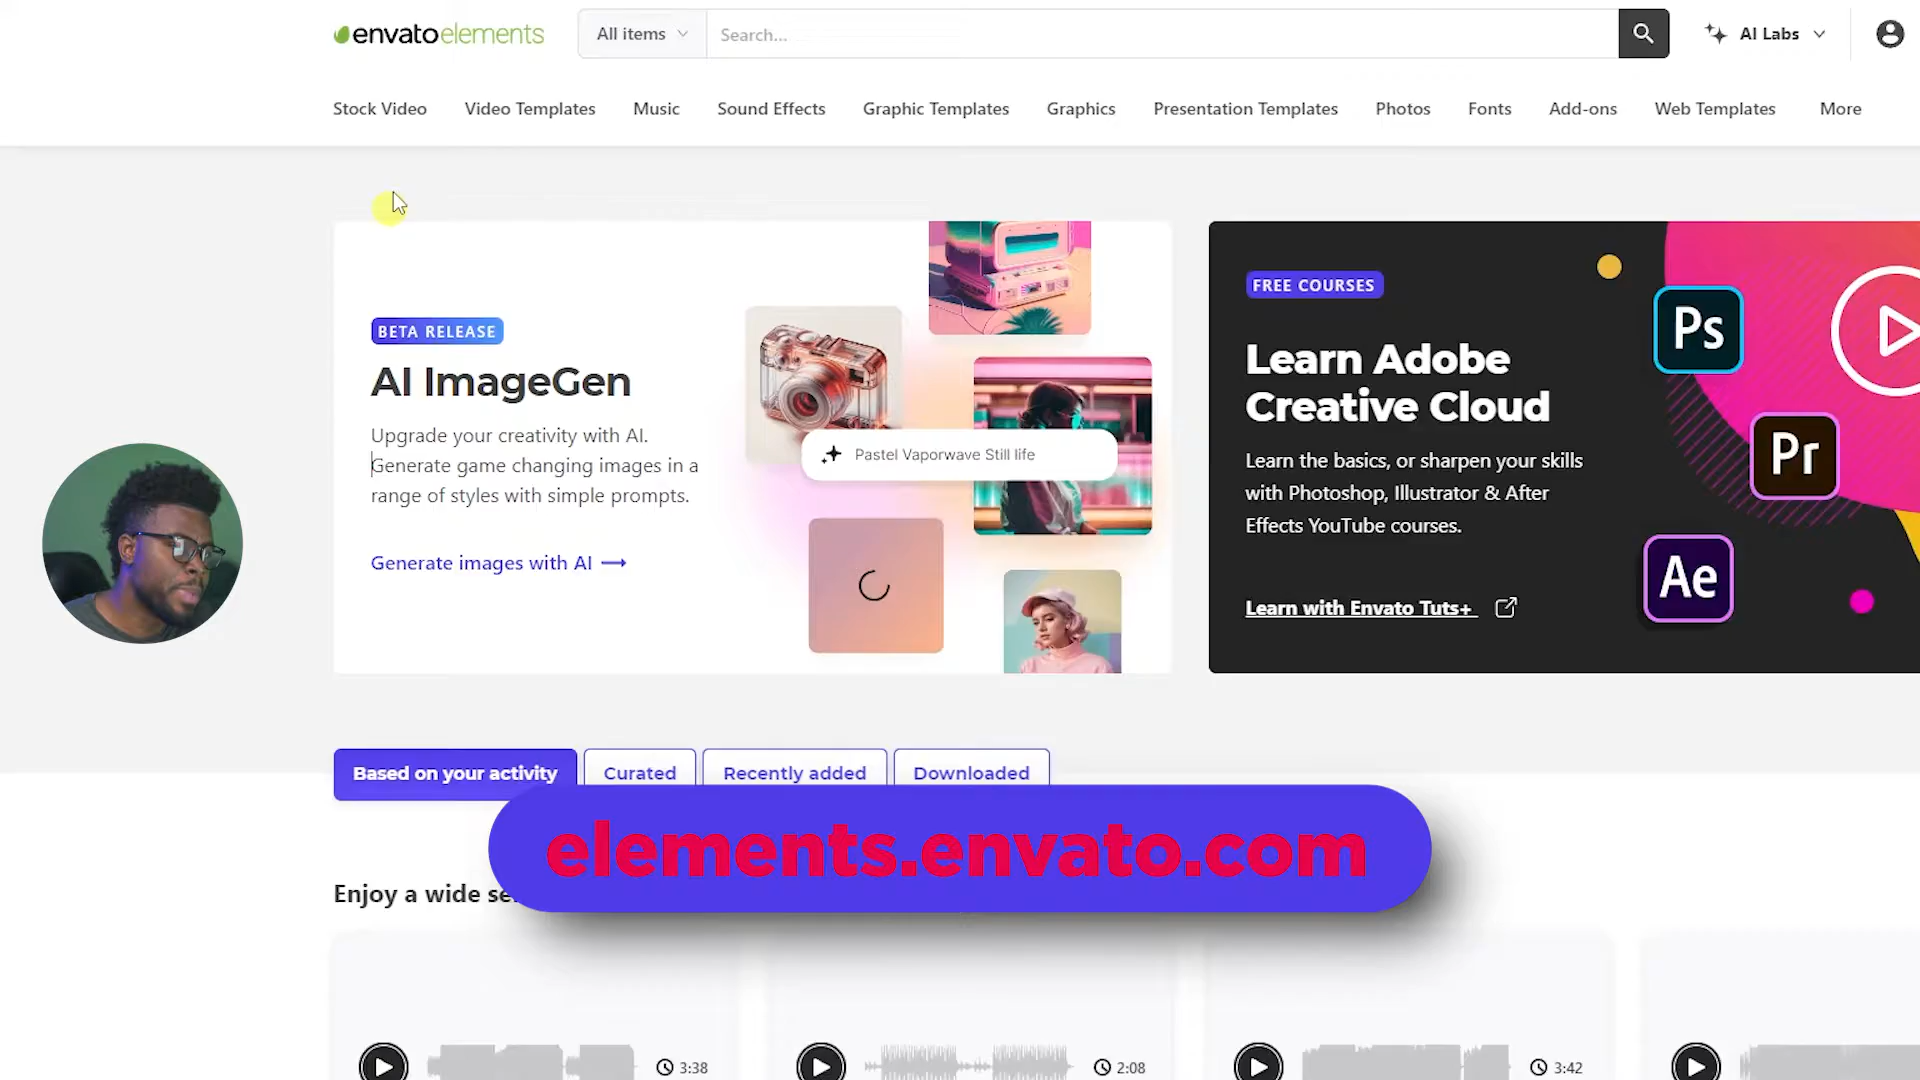 envatoelements
All items
Search...
AI Labs
Stock Video
Video Templates
Music
Sound Effects
Graphic Templates
Graphics
Presentation Templates
Photos
Fonts
Add-ons
Web Templates
More
BETA RELEASE
AI ImageGen
Upgrade your creativity with AI.
Generate game changing images in a
range of styles with simple prompts.
Generate images with AI
Pastel Vaporwave Still life
FREE COURSES
Learn Adobe
Creative Cloud
Learn the basics, or sharpen your skills
with Photoshop, Illustrator & After
Effects YouTube courses.
Learn with Envato Tuts+
Ps
Pr
Ae
Based on your activity
Curated
Recently added
Downloaded
elements.envato.com
Enjoy a wide
3:38
2:08
3:42